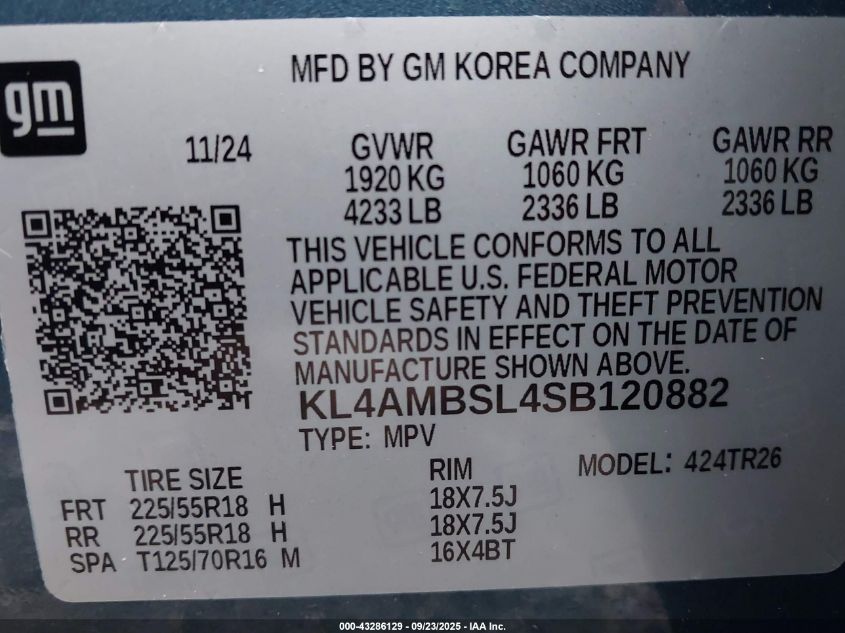 MFD BY GM KOREA COMPANY
gm
11/24 GVWR GAWR FRT GAWR RR
1920 KG 1060 KG 1060 KG
4233 LB 2336 LB 2336 LB
THIS VEHICLE CONFORMS TO ALL
APPLICABLE U.S. FEDERAL MOTOR
VEHICLE SAFETY AND THEFT PREVENTION
STANDARDS IN EFFECT ON THE DATE OF
MANUFACTURE SHOWN ABOVE.
KL4AMBSL4SB120882
TYPE: MPV
TIRE SIZE RIM MODEL: 424TR26
FRT 225/55R18 H 18X7.5J
RR 225/55R18 H 18X7.5J
SPA T125/70R16 M 16X4BT
000-43286129 - 09/23/2025 - IAA Inc.